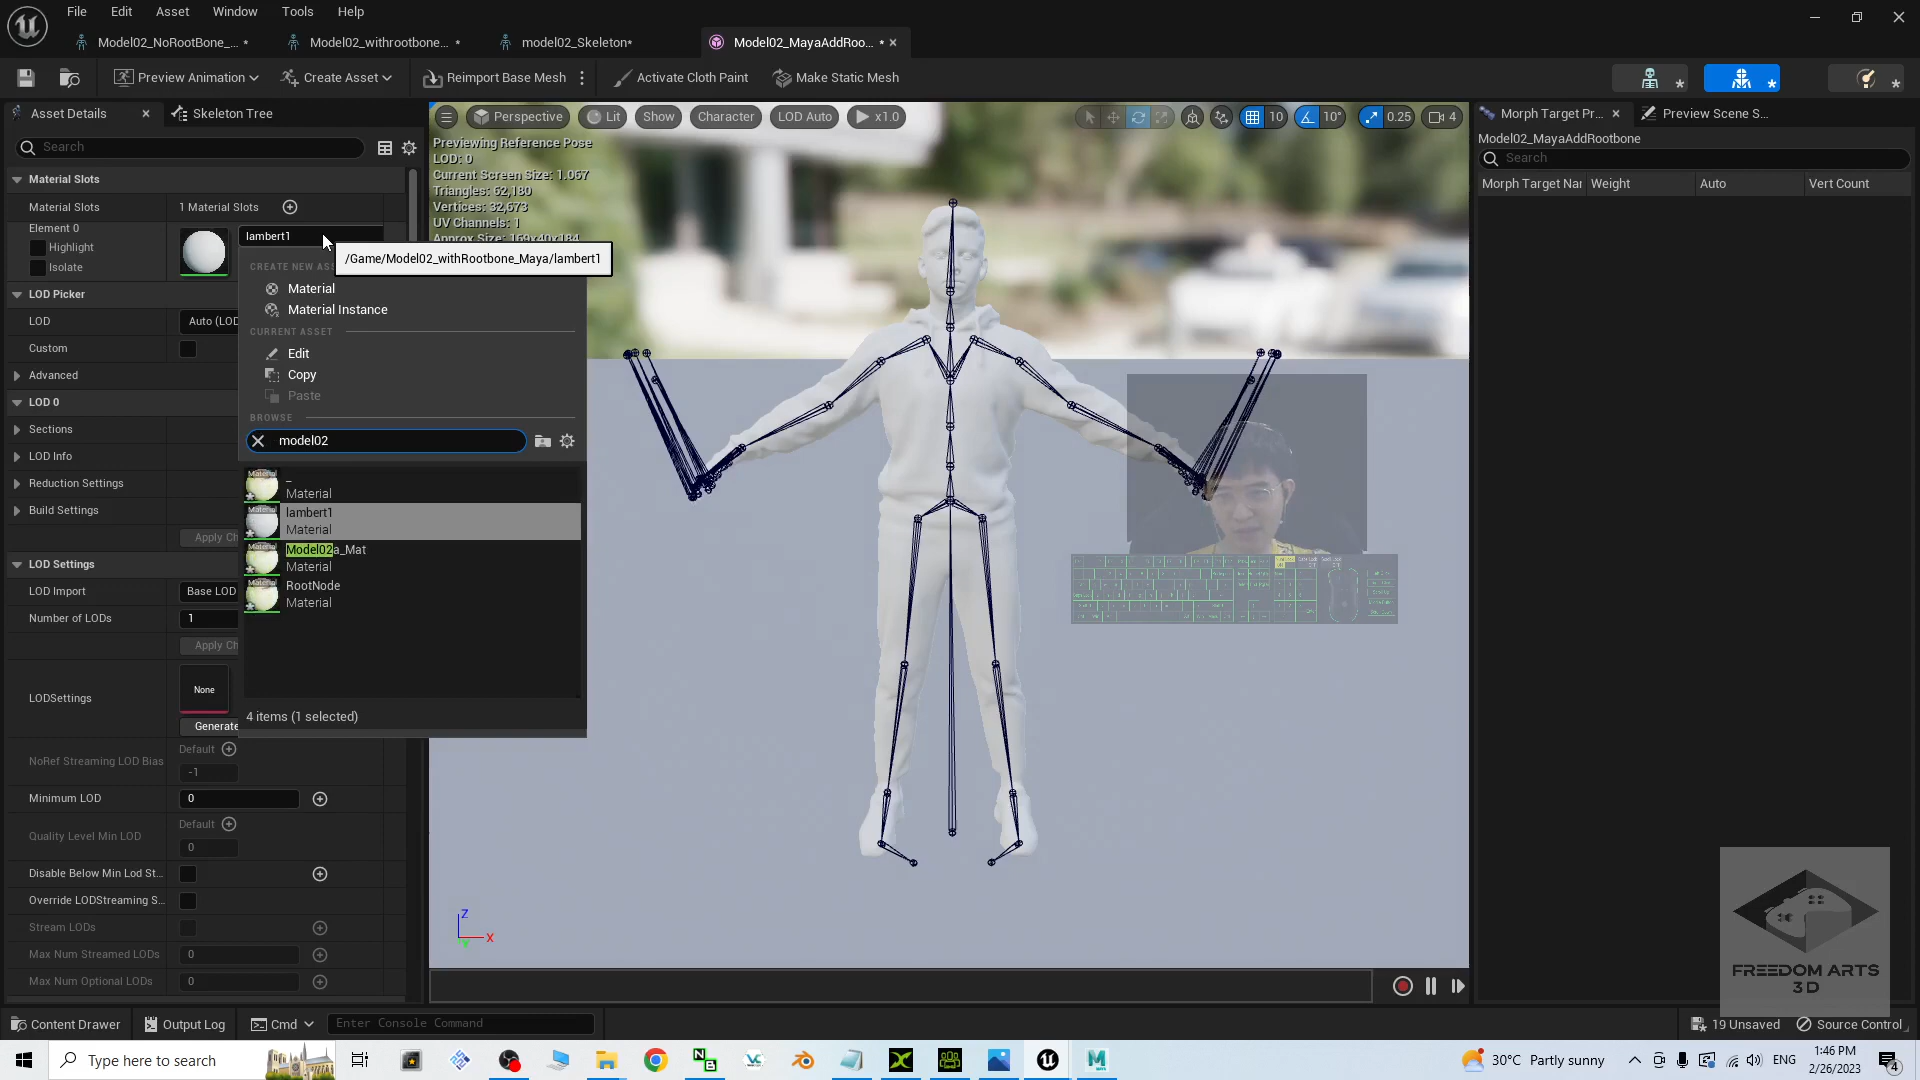 File Edit Asset Window Tools Help
Model02_NoRootBone_... * Model02_withrootbone... * model02_Skeleton* Model02_MayaAddRoo... *
Preview Animation Create Asset Reimport Base Mesh Activate Cloth Paint Make Static Mesh
Asset Details Skeleton Tree
Search
Material Slots
Material Slots 1 Material Slots
Element 0
Highlight
Isolate
lambert1
/Game/Model02_withRootbone_Maya/lambert1
CREATE NEW ASS
Material
Material Instance
CURRENT ASSET
Edit
Copy
Paste
BROWSE
model02
_
Material
lambert1
Material
Model02a_Mat
Material
RootNode
Material
4 items (1 selected)
LOD Picker
LOD Auto (LOD
Custom
Advanced
LOD 0
Sections
LOD Info
Reduction Settings
Build Settings
Apply Ch
LOD Settings
LOD Import Base LOD
Number of LODs 1
Apply Ch
LODSettings None
Generate
NoRef Streaming LOD Bias Default
-1
Minimum LOD 0
Quality Level Min LOD Default
0
Disable Below Min Lod St...
Override LODStreaming S...
Stream LODs
Max Num Streamed LODs 0
Max Num Optional LODs 0
Perspective Lit Show Character LOD Auto x1.0 10 10° 0.25 4
Previewing Reference Pose
LOD: 0
Current Screen Size: 1.067
Triangles: 62,180
Vertices: 32,673
UV Channels: 1
Approx Size: 169x40x184
Z
X
Y
Morph Target Pr... Preview Scene S...
Model02_MayaAddRootbone
Search
Morph Target Nar Weight Auto Vert Count
FREEDOM ARTS
3D
Content Drawer Output Log Cmd Enter Console Command 19 Unsaved Source Control
Type here to search 30°C Partly sunny ENG 1:46 PM
2/26/2023
4